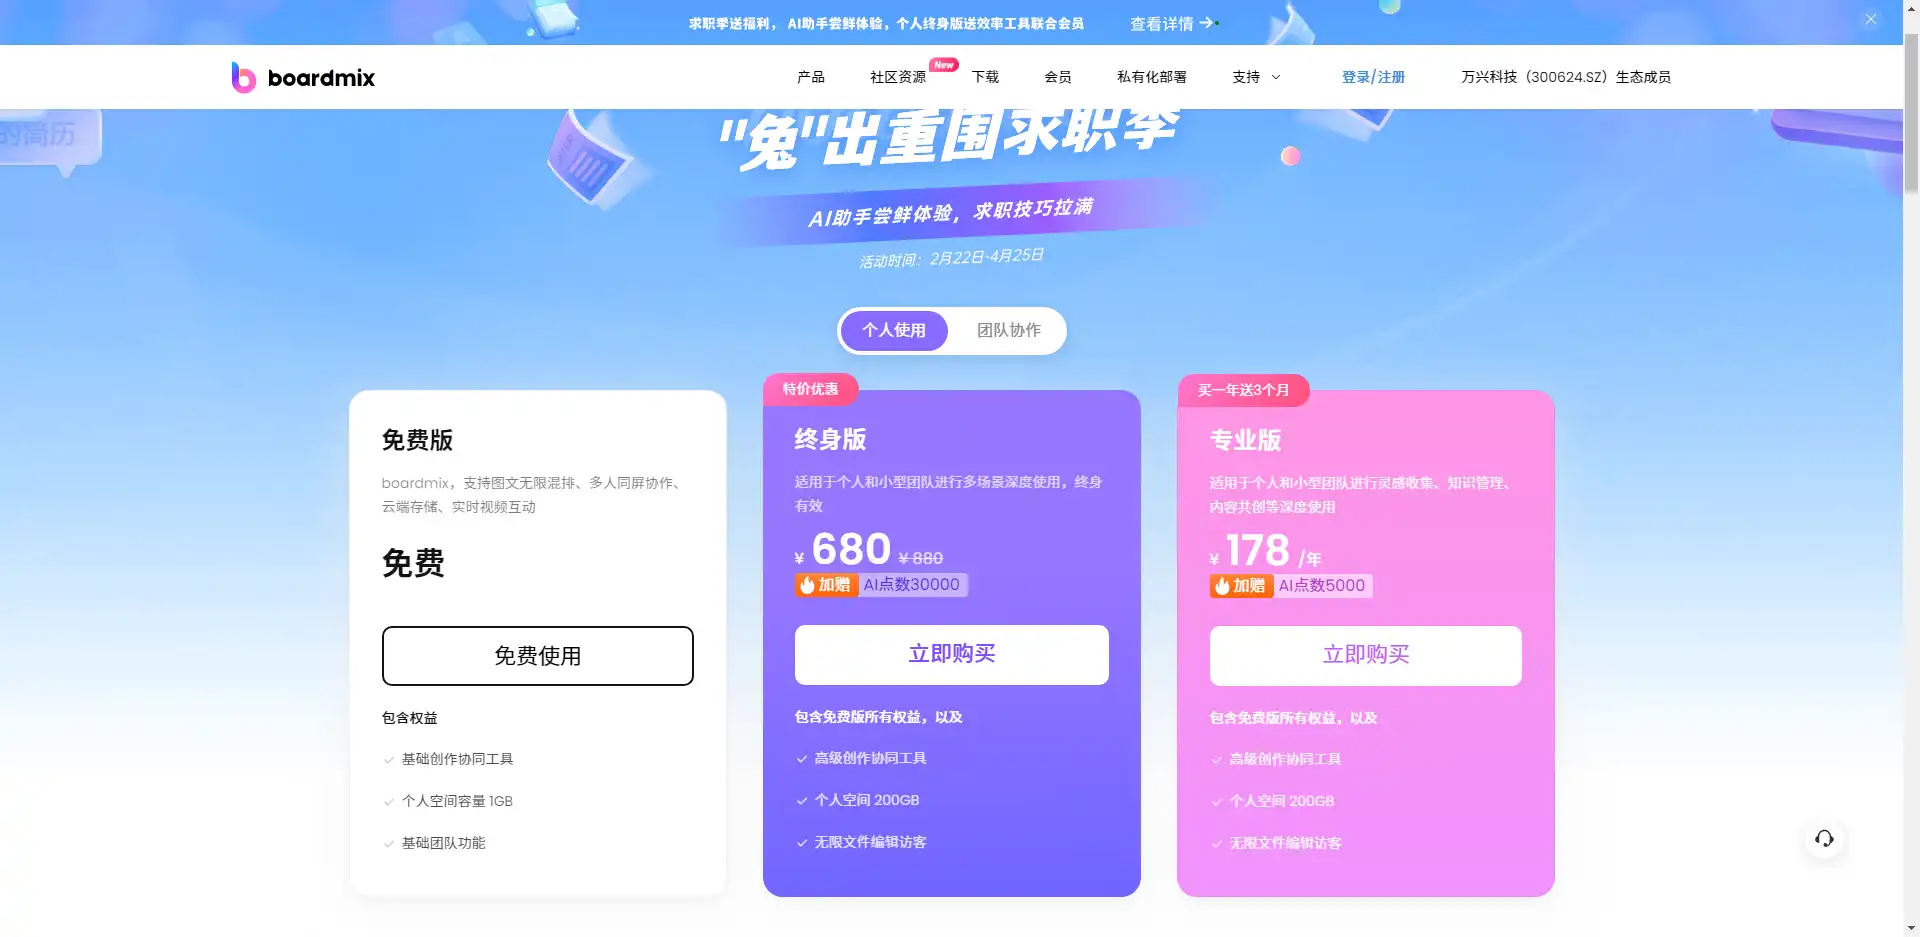 求职季送福利， AI助手尝鲜体验，个人终身版送效率工具联合会员
查看详情
boardmix
产品
社区资源
New
下载
会员
私有化部署
支持
登录/注册
万兴科技（300624.SZ）生态成员
的简历
"兔"出重围求职季
AI助手尝鲜体验，求职技巧拉满
活动时间：2月22日-4月25日
个人使用
团队协作
免费版
boardmix，支持图文无限混排、多人同屏协作、
云端存储、实时视频互动
免费
免费使用
包含权益
基础创作协同工具
个人空间容量 1GB
基础团队功能
特价优惠
终身版
适用于个人和小型团队进行多场景深度使用，终身
有效
¥ 680 ¥ 880
加赠 AI点数30000
立即购买
包含免费版所有权益，以及
高级创作协同工具
个人空间 200GB
无限文件编辑访客
买一年送3个月
专业版
适用于个人和小型团队进行灵感收集、知识管理、
内容共创等深度使用
¥ 178 /年
加赠 AI点数5000
立即购买
包含免费版所有权益，以及
高级创作协同工具
个人空间 200GB
无限文件编辑访客